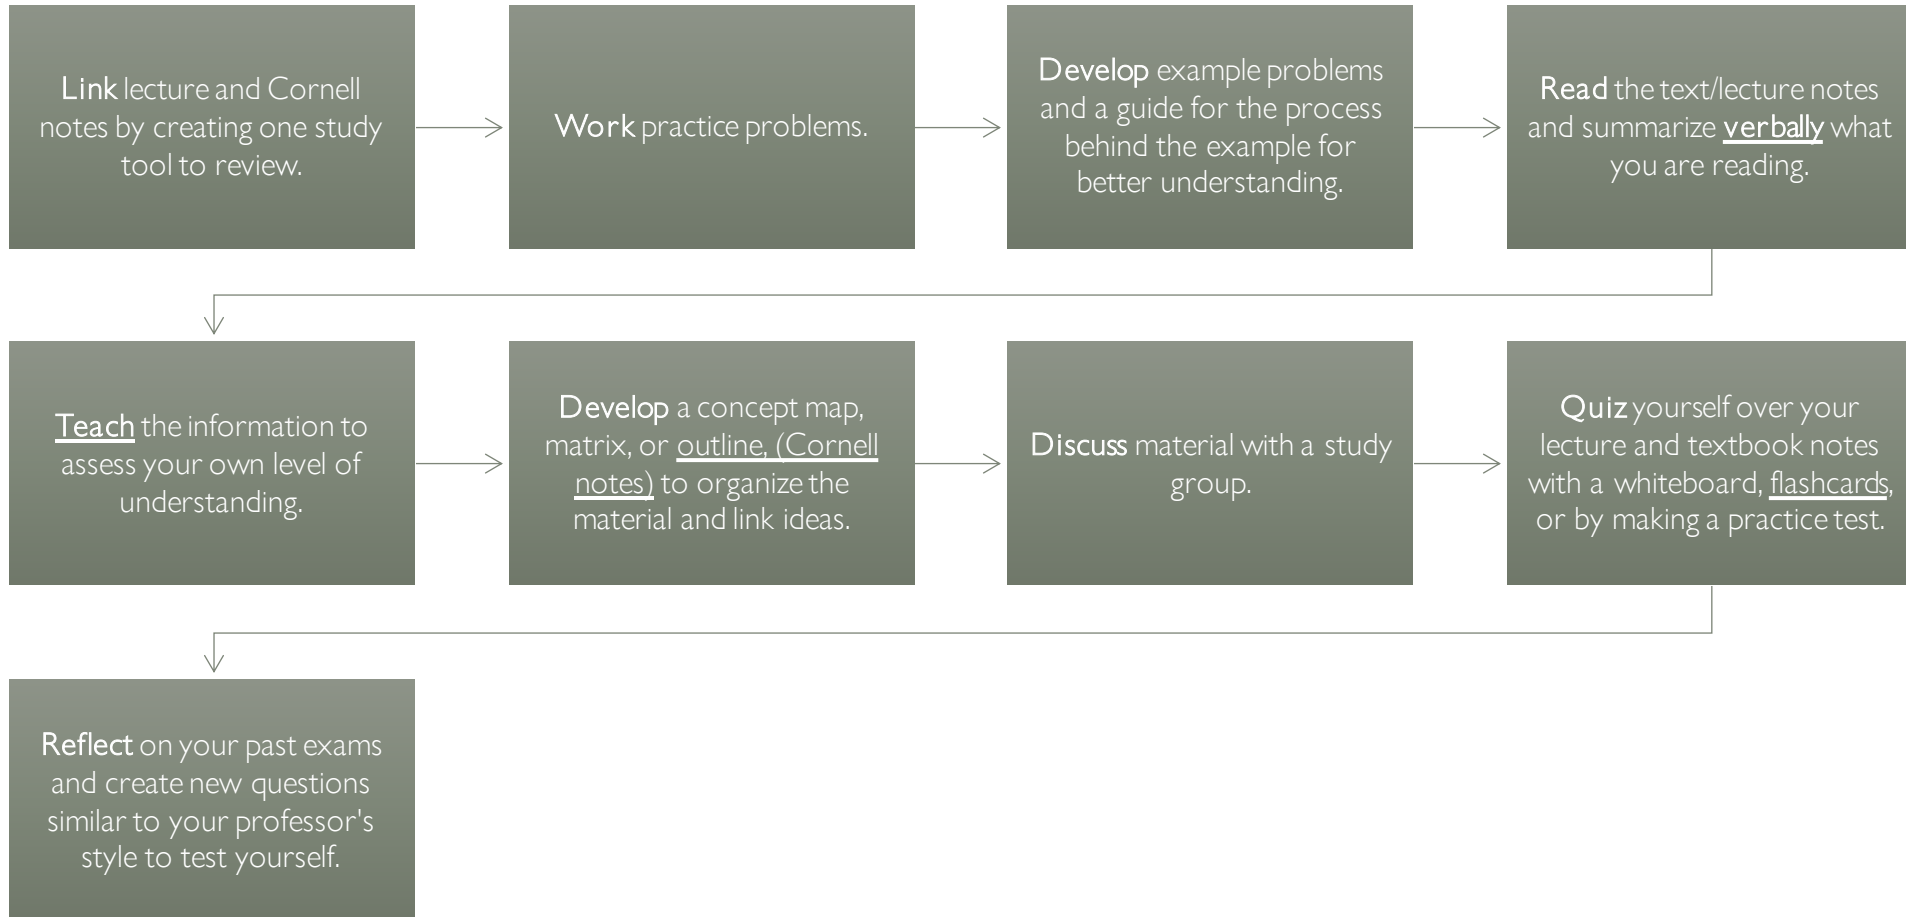 Link lecture and Cornell
notes by creating one study
tool to review.
Work practice problems.
Develop example problems
and a guide for the process
behind the example for
better understanding.
Read the text/lecture notes
and summarize verbally what
you are reading.
Teach the information to
assess your own level of
understanding.
Develop a concept map,
matrix, or outline, (Cornell
notes) to organize the
material and link ideas.
Discuss material with a study
group.
Quiz yourself over your
lecture and textbook notes
with a whiteboard, flashcards,
or by making a practice test.
Reflect on your past exams
and create new questions
similar to your professor's
style to test yourself.